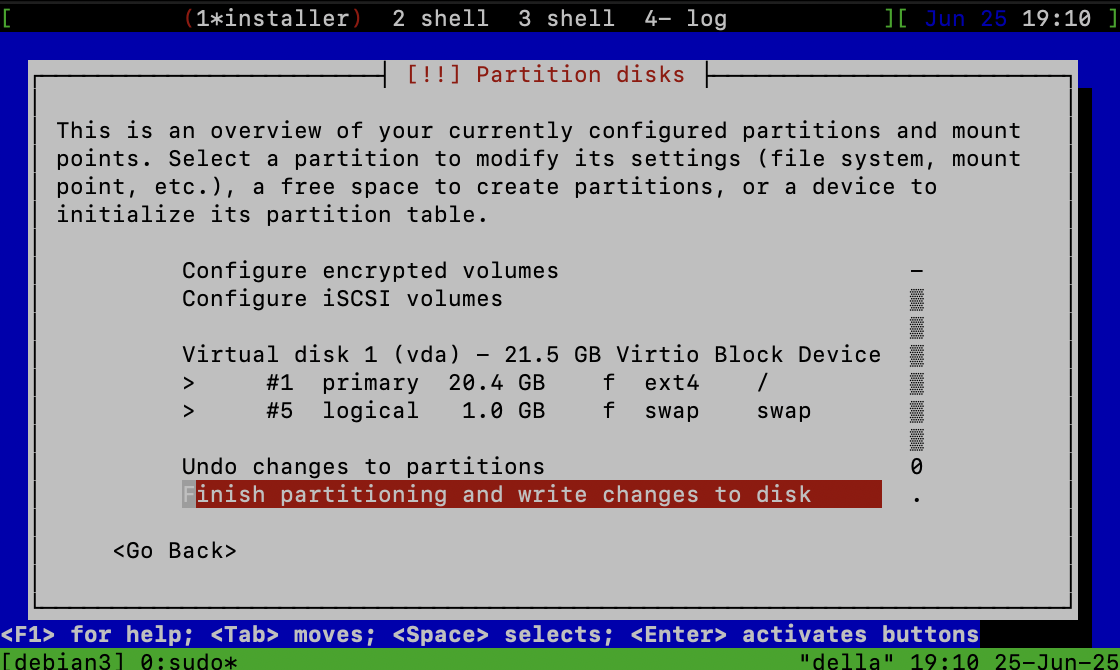 [ (1*installer) 2 shell 3 shell 4- log ][ Jun 25 19:10 ]
[!!] Partition disks
This is an overview of your currently configured partitions and mount
points. Select a partition to modify its settings (file system, mount
point, etc.), a free space to create partitions, or a device to
initialize its partition table.
Configure encrypted volumes
Configure iSCSI volumes
Virtual disk 1 (vda) - 21.5 GB Virtio Block Device
> #1 primary 20.4 GB f ext4 /
> #5 logical 1.0 GB f swap swap
Undo changes to partitions 0
Finish partitioning and write changes to disk .
<Go Back>
<F1> for help; <Tab> moves; <Space> selects; <Enter> activates buttons
[debian3] 0:sudo* "della" 19:10 25-Jun-25